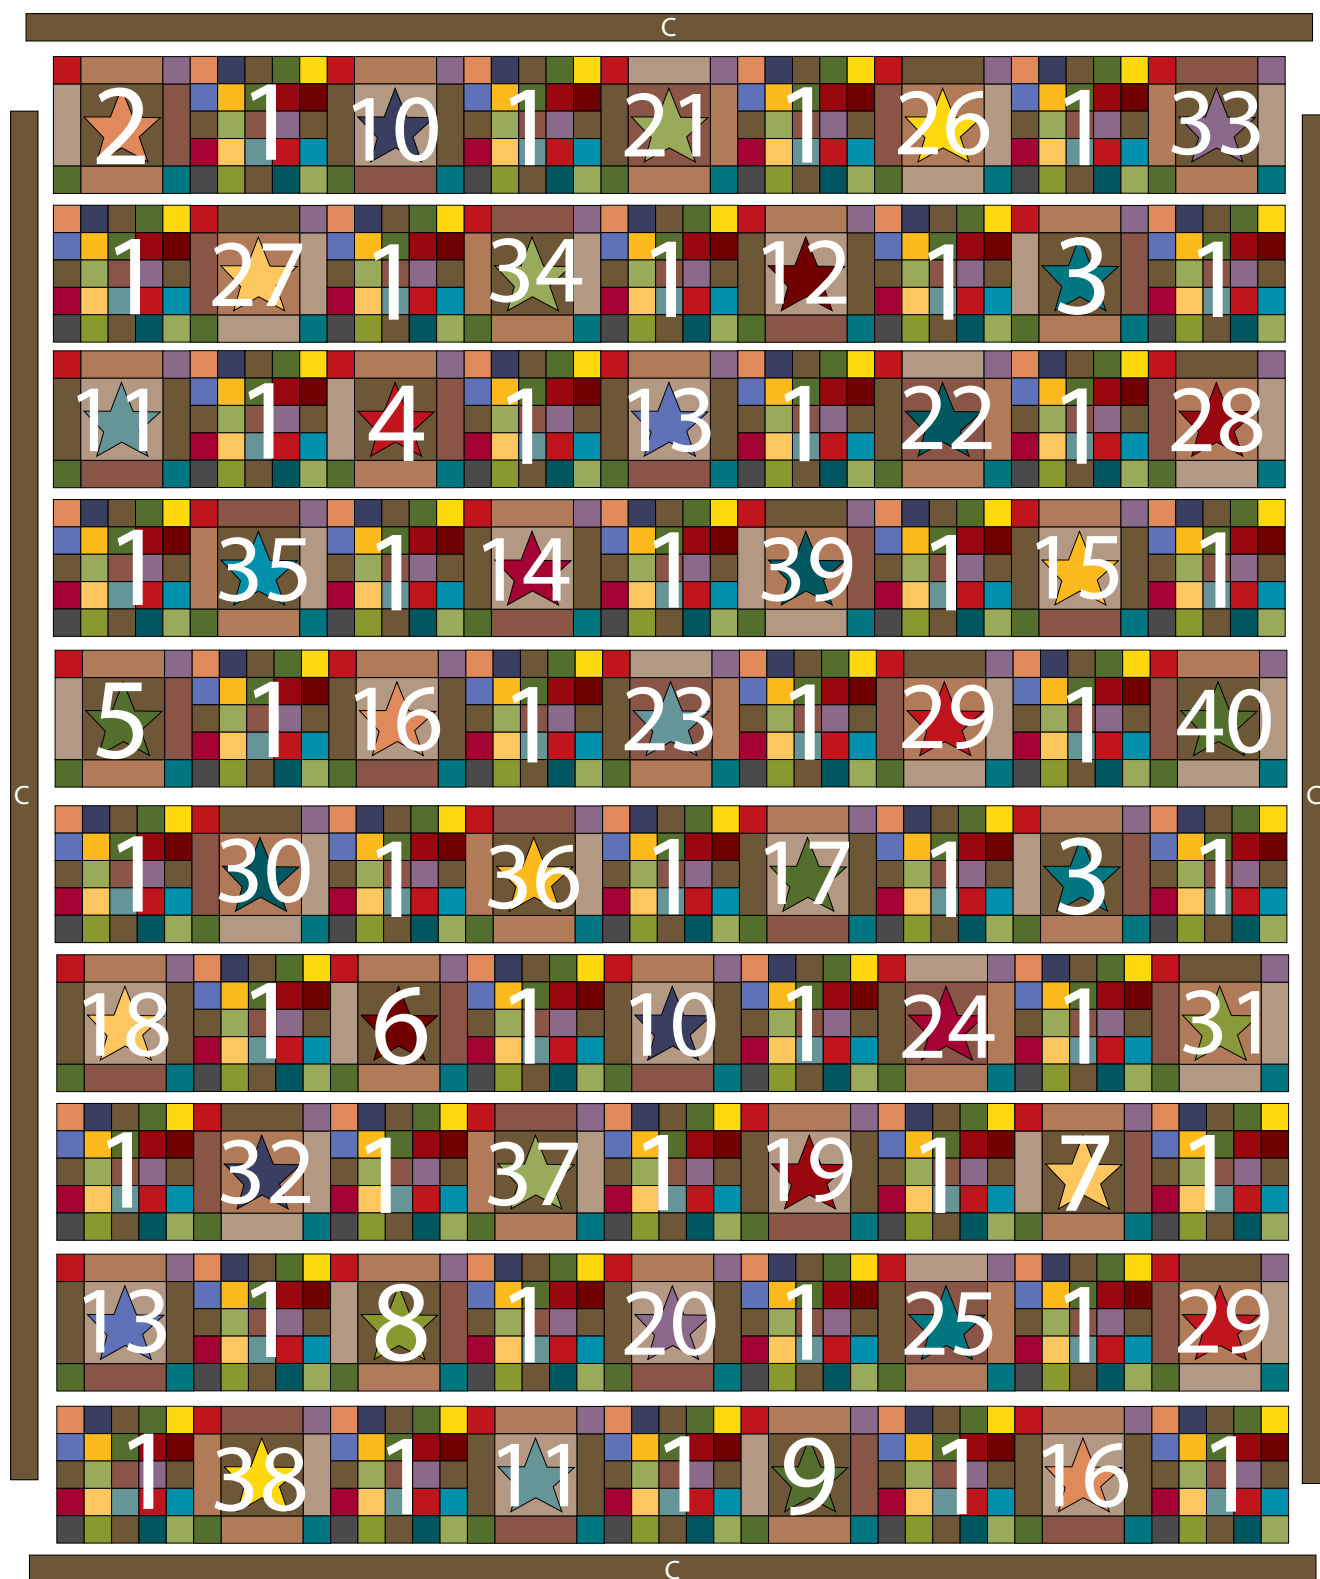 C
2 1 10 1 21 1 26 1 33
1 27 1 34 1 12 1 3 1
11 1 4 1 13 1 22 1 28
1 35 1 14 1 39 1 15 1
5 1 16 1 23 1 29 1 40
C C
1 30 1 36 1 17 1 3 1
18 1 6 1 10 1 24 1 31
1 32 1 37 1 19 1 7 1
13 1 8 1 20 1 25 1 29
1 38 1 11 1 9 1 16 1
C